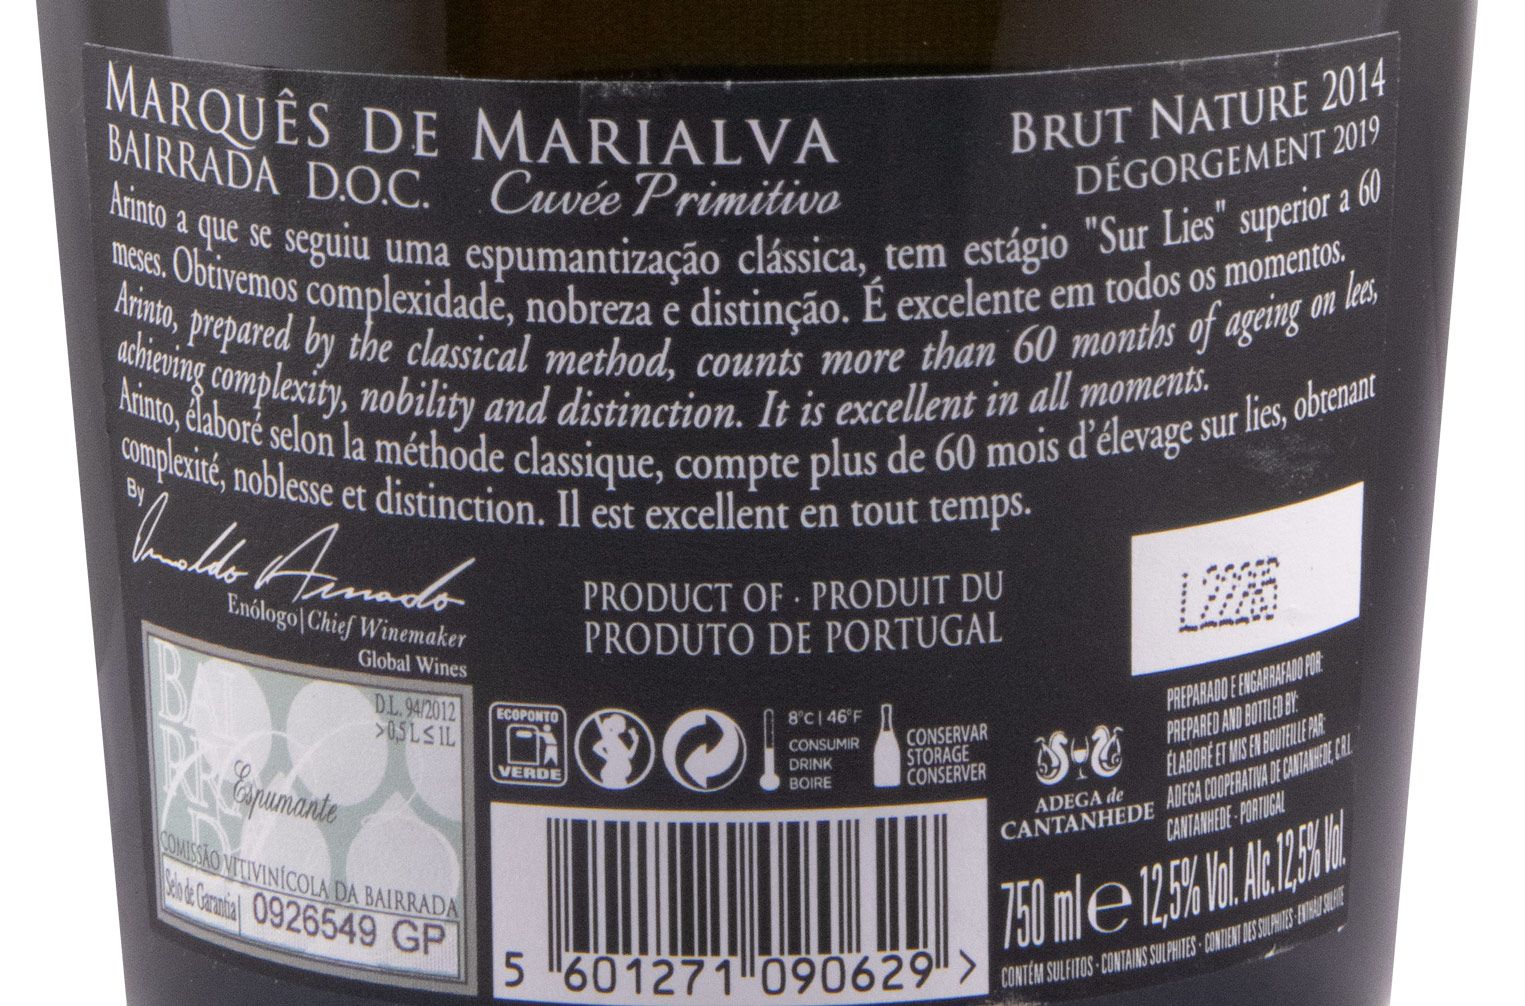 MARQUÊS DE MARIALVA
BAIRRADA D.O.C. Cuvée Primitivo
BRUT NATURE 2014
DÉGORGEMENT 2019
Arinto a que se seguiu uma espumantização clássica, tem estágio "Sur Lies" superior a 60
meses. Obtivemos complexidade, nobreza e distinção. É excelente em todos os momentos.
Arinto, prepared by the classical method, counts more than 60 months of ageing on lees,
achieving complexity, nobility and distinction. It is excellent in all moments.
Arinto, élaboré selon la méthode classique, compte plus de 60 mois d'élevage sur lies, obtenant
complexité, noblesse et distinction. Il est excellent en tout temps.
By
Osvaldo Amado
Enólogo|Chief Winemaker
Global Wines
PRODUCT OF · PRODUIT DU
PRODUTO DE PORTUGAL
BAIRRADA
D.L. 94/2012
>0,5 L ≤ 1L
Espumante
COMISSÃO VITIVINÍCOLA DA BAIRRADA
Selo de Garantia 0926549 GP
ECOPONTO
VERDE
8°C | 46°F
CONSUMIR
DRINK
BOIRE
CONSERVAR
STORAGE
CONSERVER
ADEGA de
CANTANHEDE
PREPARADO E ENGARRAFADO POR:
PREPARED AND BOTTLED BY:
ÉLABORÉ ET MIS EN BOUTEILLE PAR:
ADEGA COOPERATIVA DE CANTANHEDE, C.R.L.
CANTANHEDE - PORTUGAL
750 ml e 12,5% Vol. Alc.12,5% Vol.
CONTÉM SULFITOS · CONTAINS SULPHITES · CONTIENT DES SULPHITES · ENTHÄLT SULFITE
5 601271 090629 >